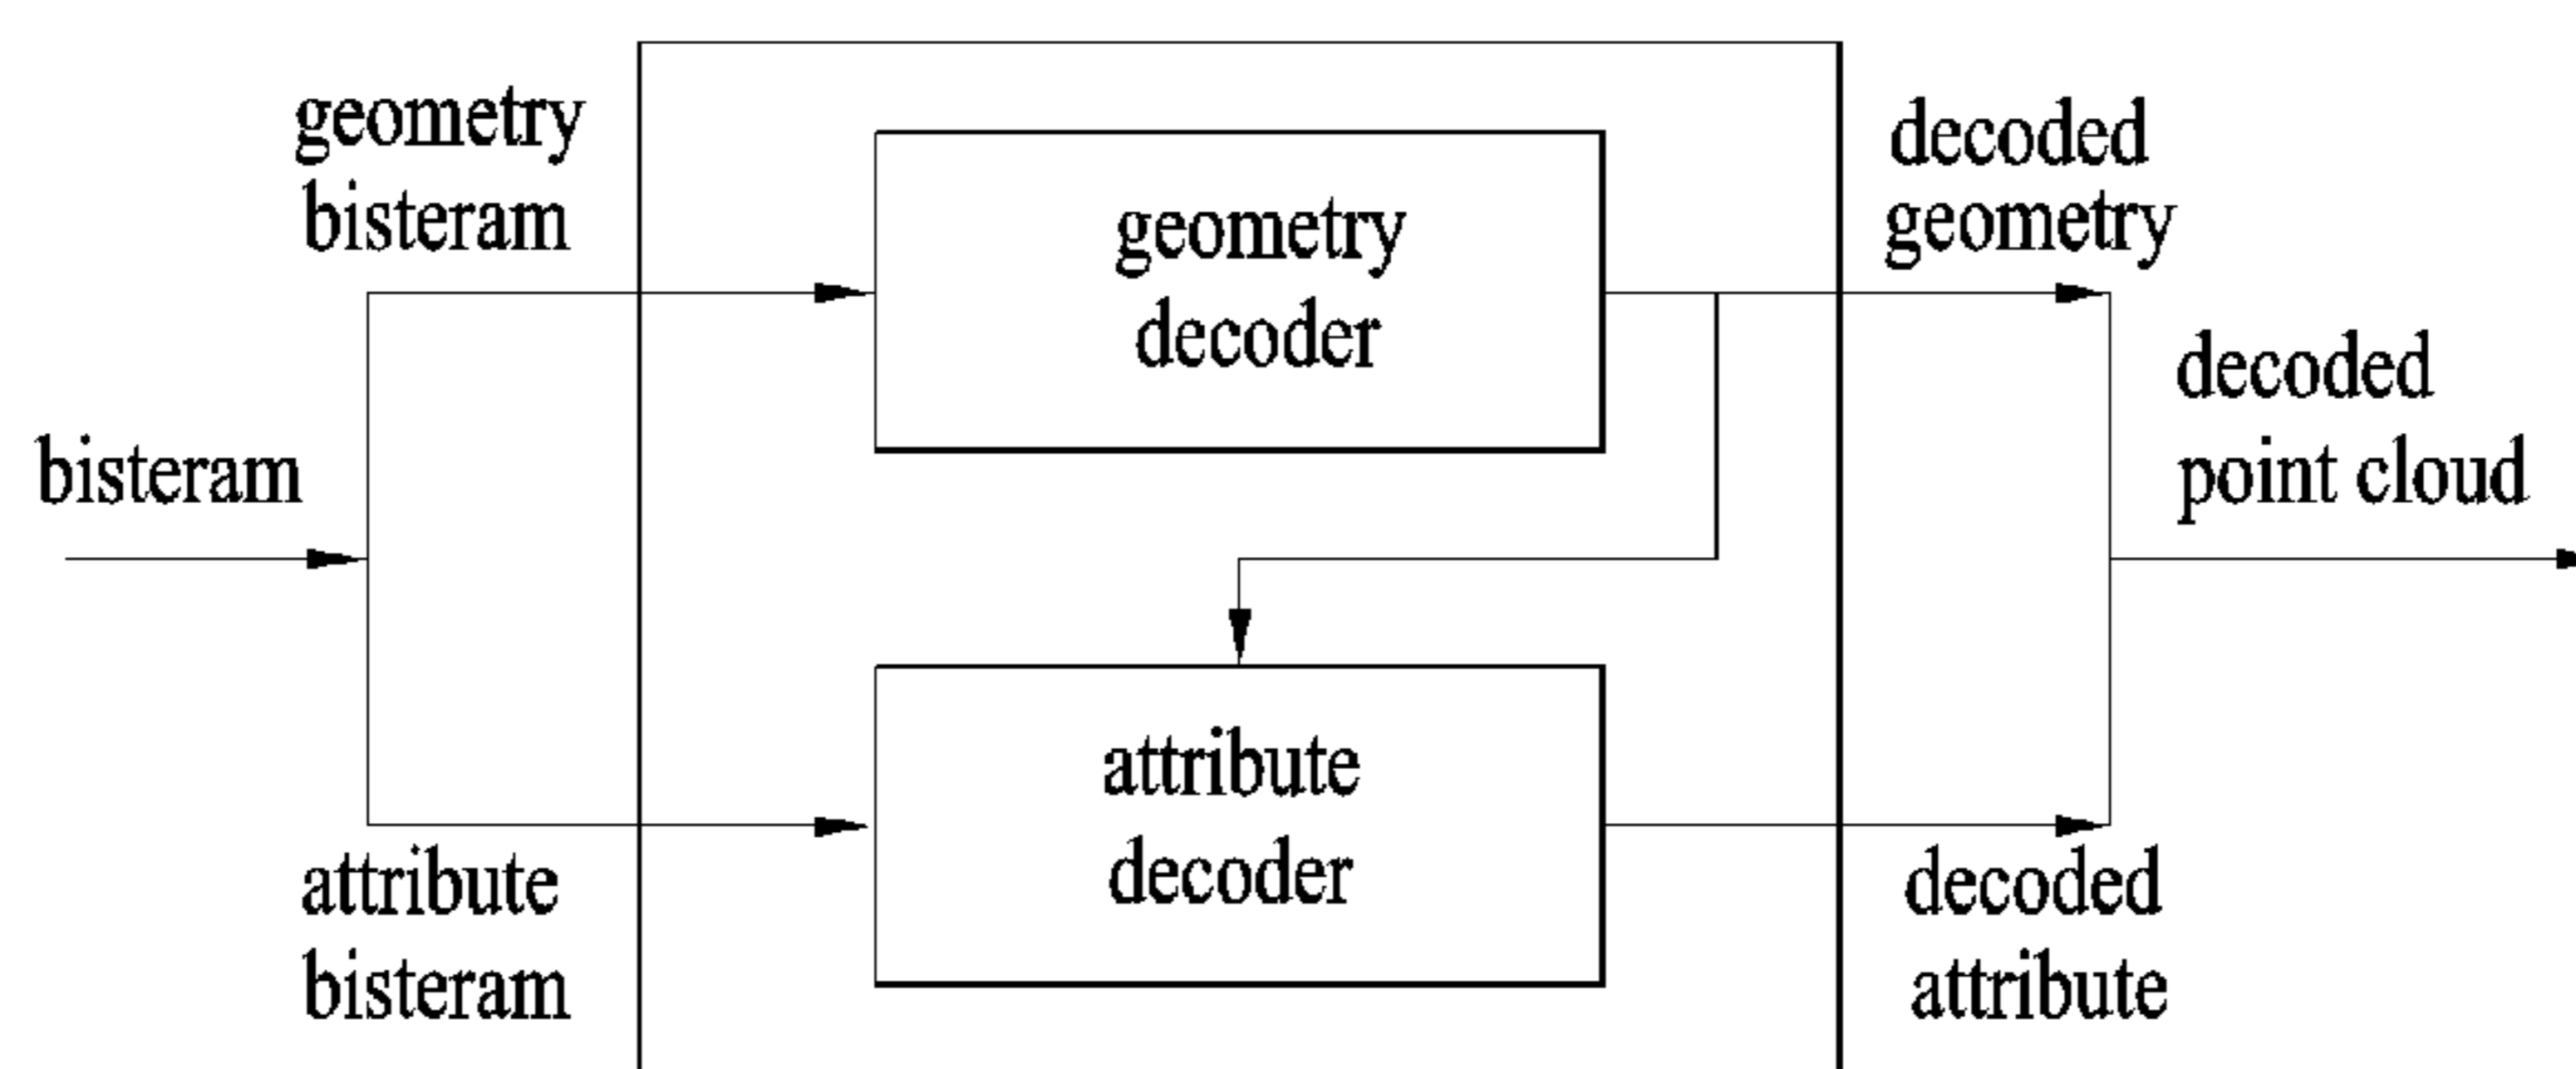 geometry
bisteram
bisteram
attribute
bisteram
geometry
decoder
attribute
decoder
decoded
geometry
decoded
point cloud
decoded
attribute